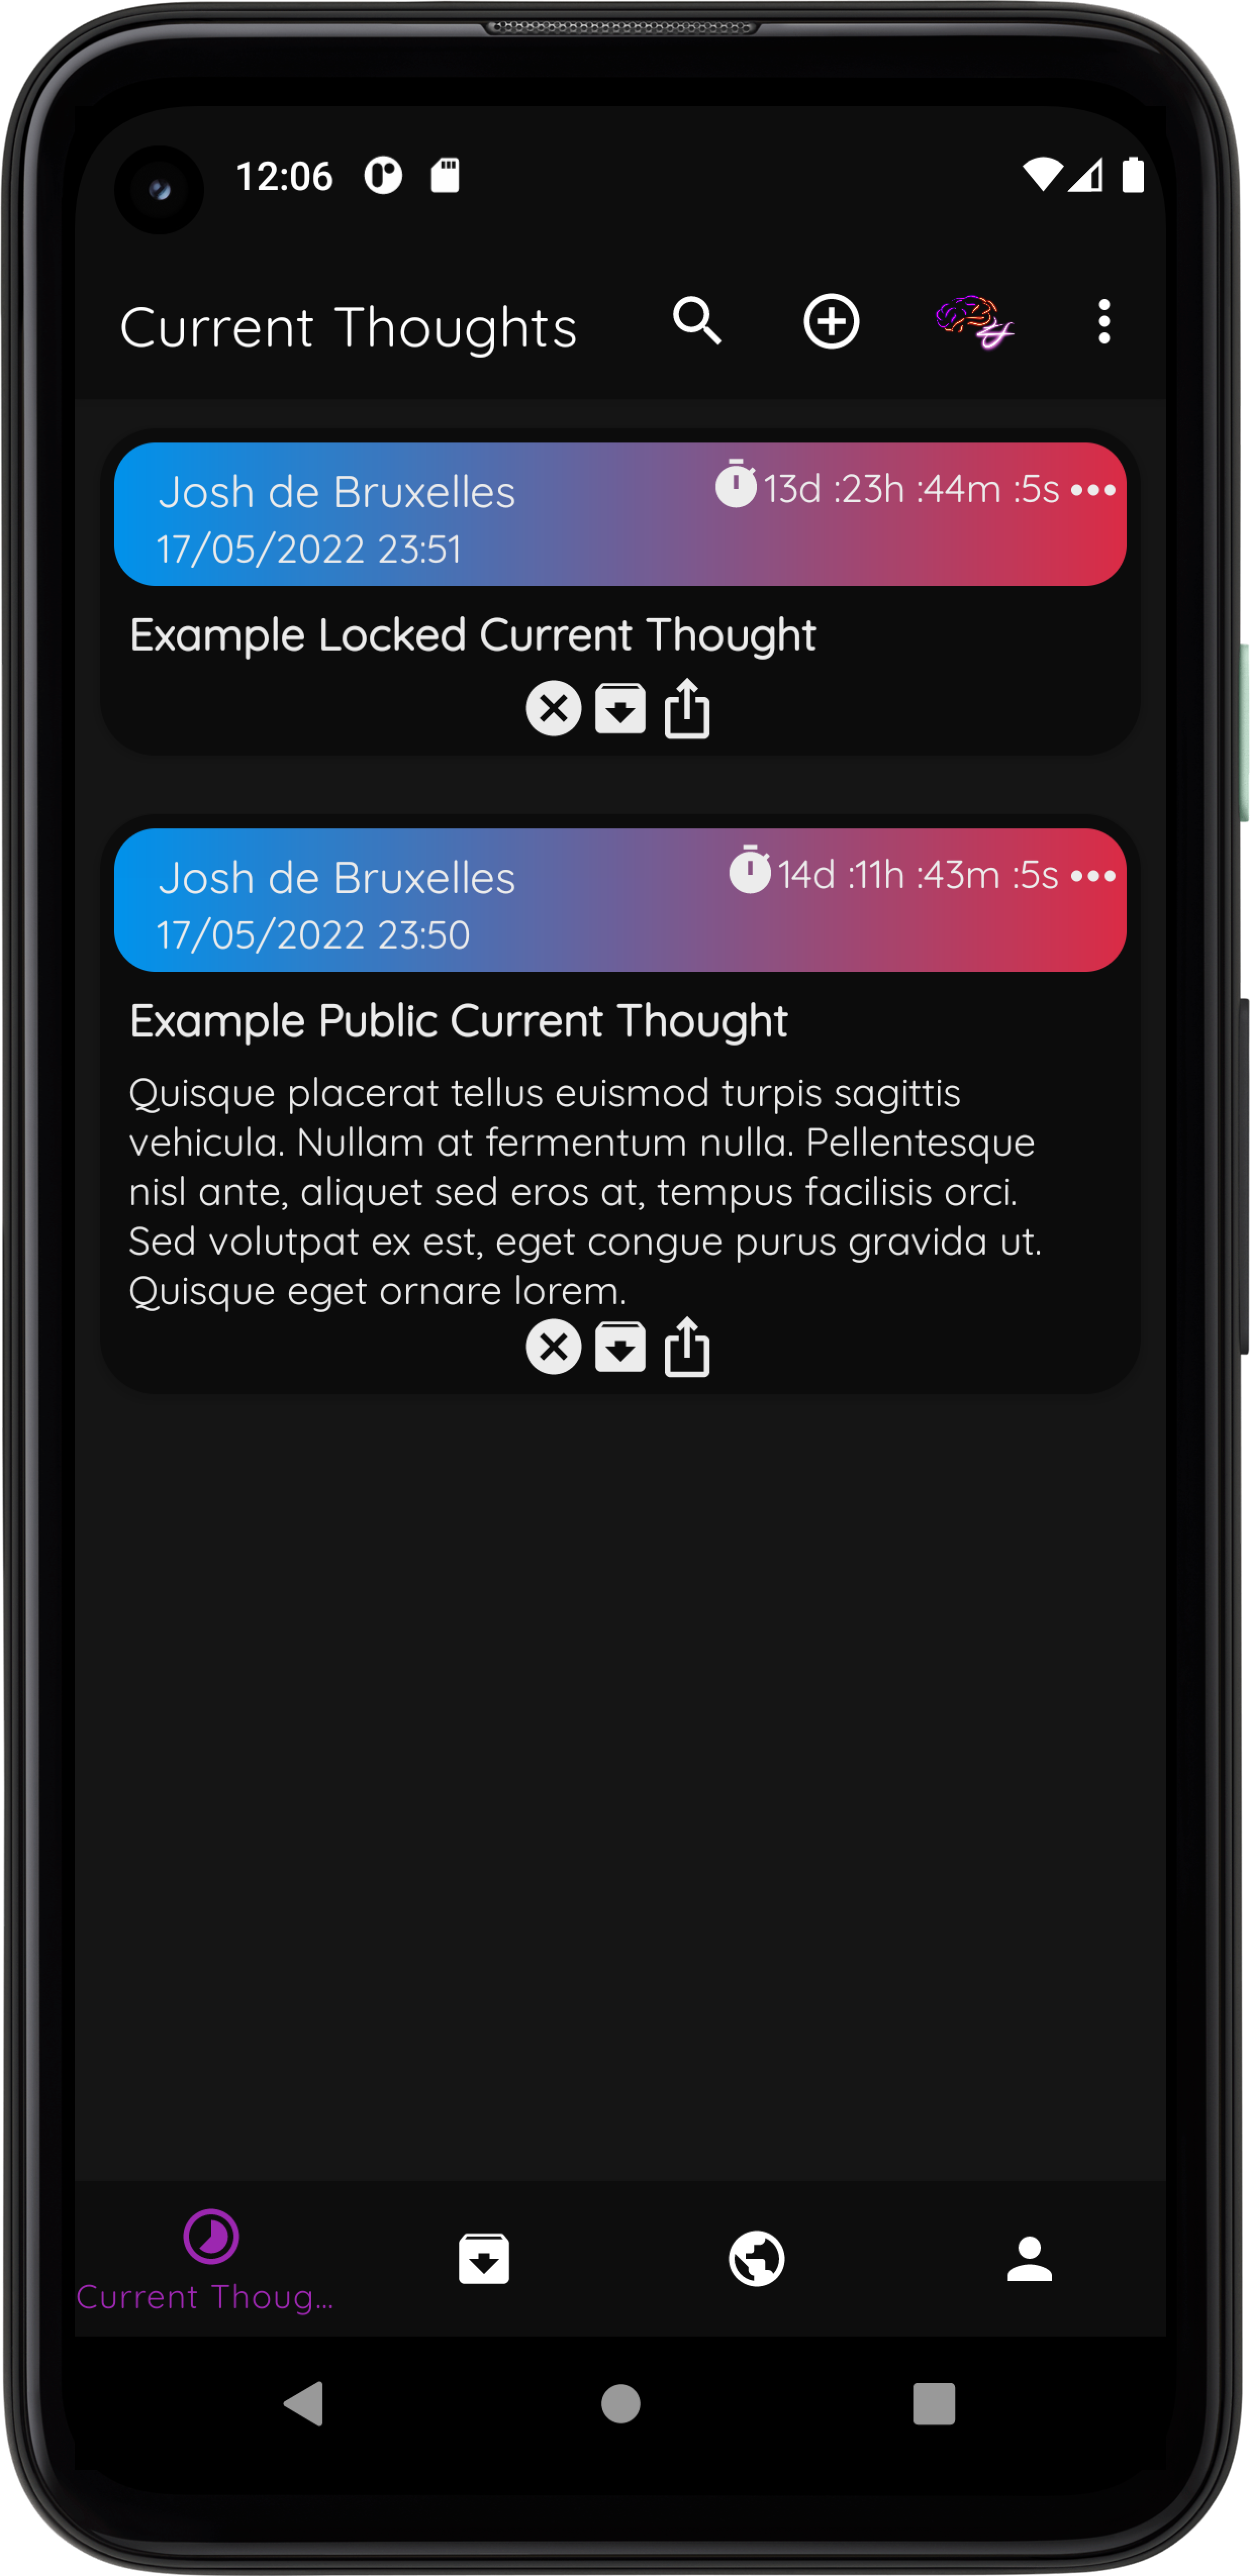 12:06
Current Thoughts
Josh de Bruxelles
13d :23h :44m :5s
17/05/2022 23:51
Example Locked Current Thought
Josh de Bruxelles
14d :11h :43m :5s
17/05/2022 23:50
Example Public Current Thought
Quisque placerat tellus euismod turpis sagittis
vehicula. Nullam at fermentum nulla. Pellentesque
nisl ante, aliquet sed eros at, tempus facilisis orci.
Sed volutpat ex est, eget congue purus gravida ut.
Quisque eget ornare lorem.
Current Thoug...